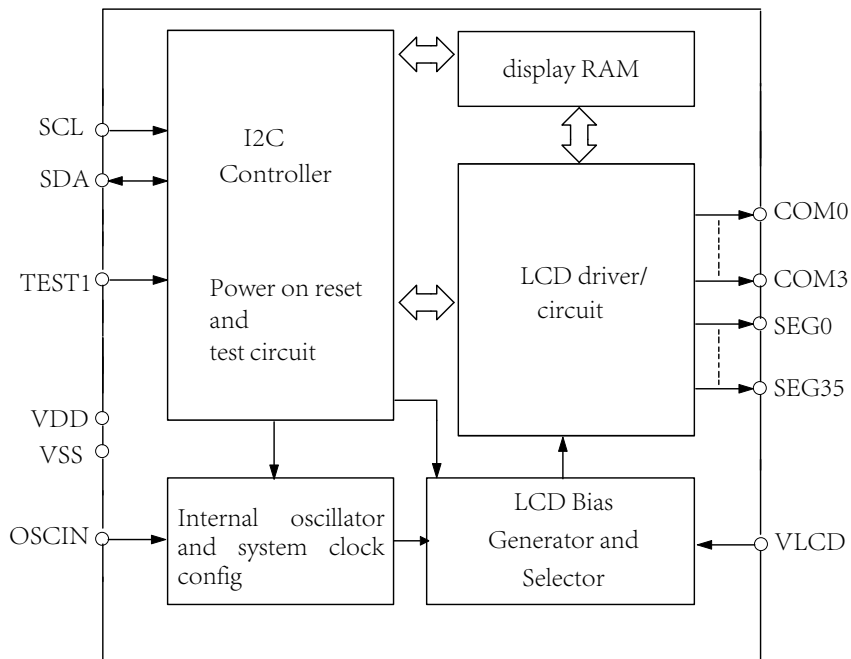 SCL
SDA
TEST1
VDD
VSS
OSCIN
I2C
Controller
Power on reset
and
test circuit
display RAM
LCD driver/
circuit
Internal oscillator
and system clock
config
LCD Bias
Generator and
Selector
COM0
COM3
SEG0
SEG35
VLCD